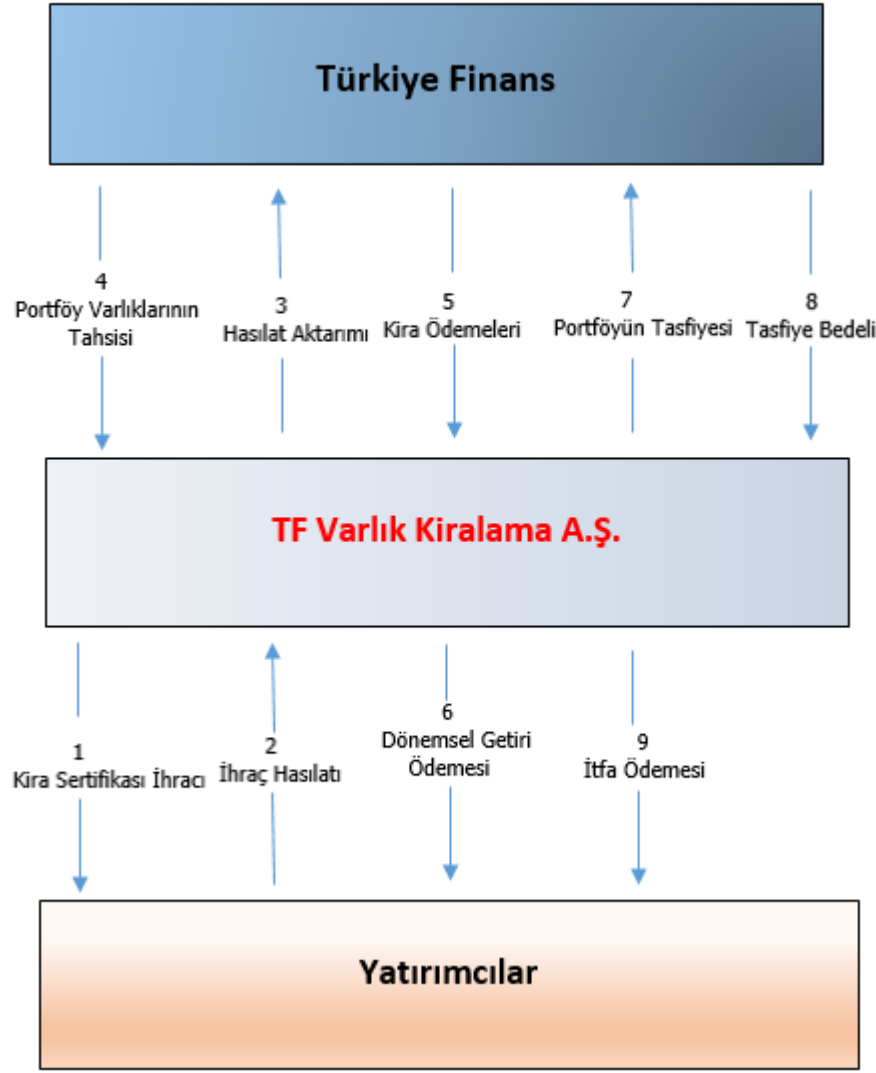 Türkiye Finans
4
Portföy Varlıklarının
Tahsisi
3
Hasılat Aktarımı
5
Kira Ödemeleri
7
Portföyün Tasfiyesi
8
Tasfiye Bedeli
TF Varlık Kiralama A.Ş.
1
Kira Sertifikası İhracı
2
İhraç Hasılatı
6
Dönemsel Getiri
Ödemesi
9
İtfa Ödemesi
Yatırımcılar